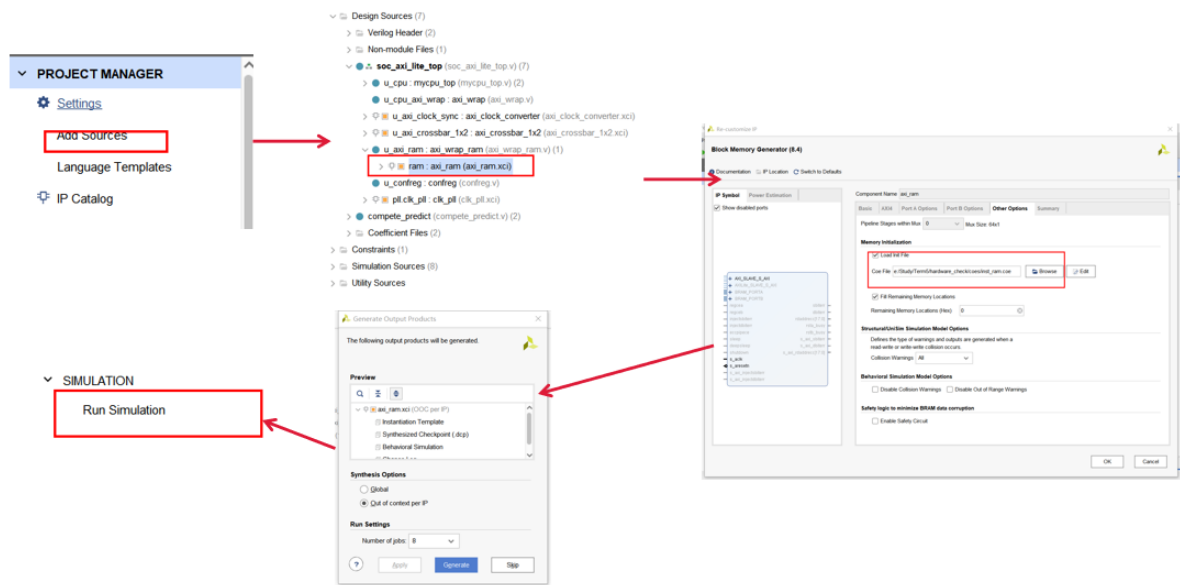 PROJECT MANAGER
Settings
Add Sources
Language Templates
IP Catalog
Design Sources (7)
Verilog Header (2)
Non-module Files (1)
soc_axi_lite_top (soc_axi_lite_top.v) (7)
u_cpu : mycpu_top (mycpu_top.v) (2)
u_cpu_axi_wrap : axi_wrap (axi_wrap.v)
u_axi_clock_sync : axi_clock_converter (axi_clock_converter.xci)
u_axi_crossbar_1x2 : axi_crossbar_1x2 (axi_crossbar_1x2.xci)
u_axi_ram : axi_wrap_ram (axi_wrap_ram.v) (1)
ram : axi_ram (axi_ram.xci)
u_confreg : confreg (confreg.v)
pll.clk_pll : clk_pll (clk_pll.xci)
compete_predict (compete_predict.v) (2)
Coefficient Files (2)
Constraints (1)
Simulation Sources (8)
Utility Sources
Re-customize IP
Block Memory Generator (8.4)
Documentation IP Location Switch to Defaults
IP Symbol Power Estimation
Show disabled ports
Component Name axi_ram
Basic AXI4 Port A Options Port B Options Other Options Summary
Pipeline Stages within Mux 0 Mux Size: 64x1
Memory Initialization
Load Init File
Coe File Browse Edit
Fill Remaining Memory Locations
Remaining Memory Locations (Hex) 0
Structural/UniSim Simulation Model Options
Defines the type of warnings and outputs are generated when a
read-write or write-write collision occurs.
Collision Warnings All
Behavioral Simulation Model Options
Disable Collision Warnings Disable Out of Range Warnings
Safety logic to minimize BRAM data corruption
Enable Safety Circuit
OK Cancel
Generate Output Products
The following output products will be generated.
Preview
axi_ram.xci (OOC per IP)
Instantiation Template
Synthesized Checkpoint (.dcp)
Behavioral Simulation
Synthesis Options
Global
Out of context per IP
Run Settings
Number of jobs: 8
? Apply Generate Skip
SIMULATION
Run Simulation